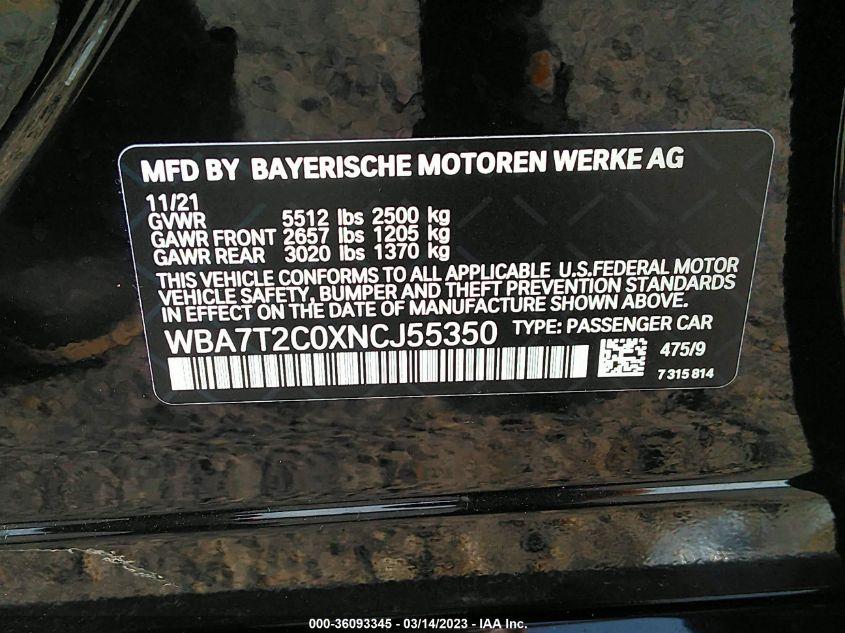 MFD BY BAYERISCHE MOTOREN WERKE AG
11/21
GVWR 5512 lbs 2500 kg
GAWR FRONT 2657 lbs 1205 kg
GAWR REAR 3020 lbs 1370 kg
THIS VEHICLE CONFORMS TO ALL APPLICABLE U.S.FEDERAL MOTOR
VEHICLE SAFETY, BUMPER AND THEFT PREVENTION STANDARDS
IN EFFECT ON THE DATE OF MANUFACTURE SHOWN ABOVE.
WBA7T2C0XNCJ55350 TYPE: PASSENGER CAR
475/9
7 315 814
000-36093345 / 03/14/2023 - IAA Inc.